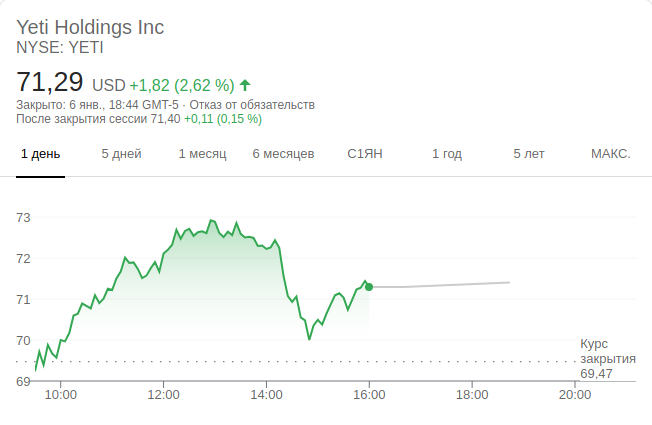 Yeti Holdings Inc
NYSE: YETI
71,29 USD +1,82 (2,62 %)
Закрыто: 6 янв., 18:44 GMT-5 · Отказ от обязательств
После закрытия сессии 71,40 +0,11 (0,15 %)
1 день 5 дней 1 месяц 6 месяцев С1ЯН 1 год 5 лет МАКС.
73
72
71
70
Курс
закрытия
69,47
69
10:00 12:00 14:00 16:00 18:00 20:00